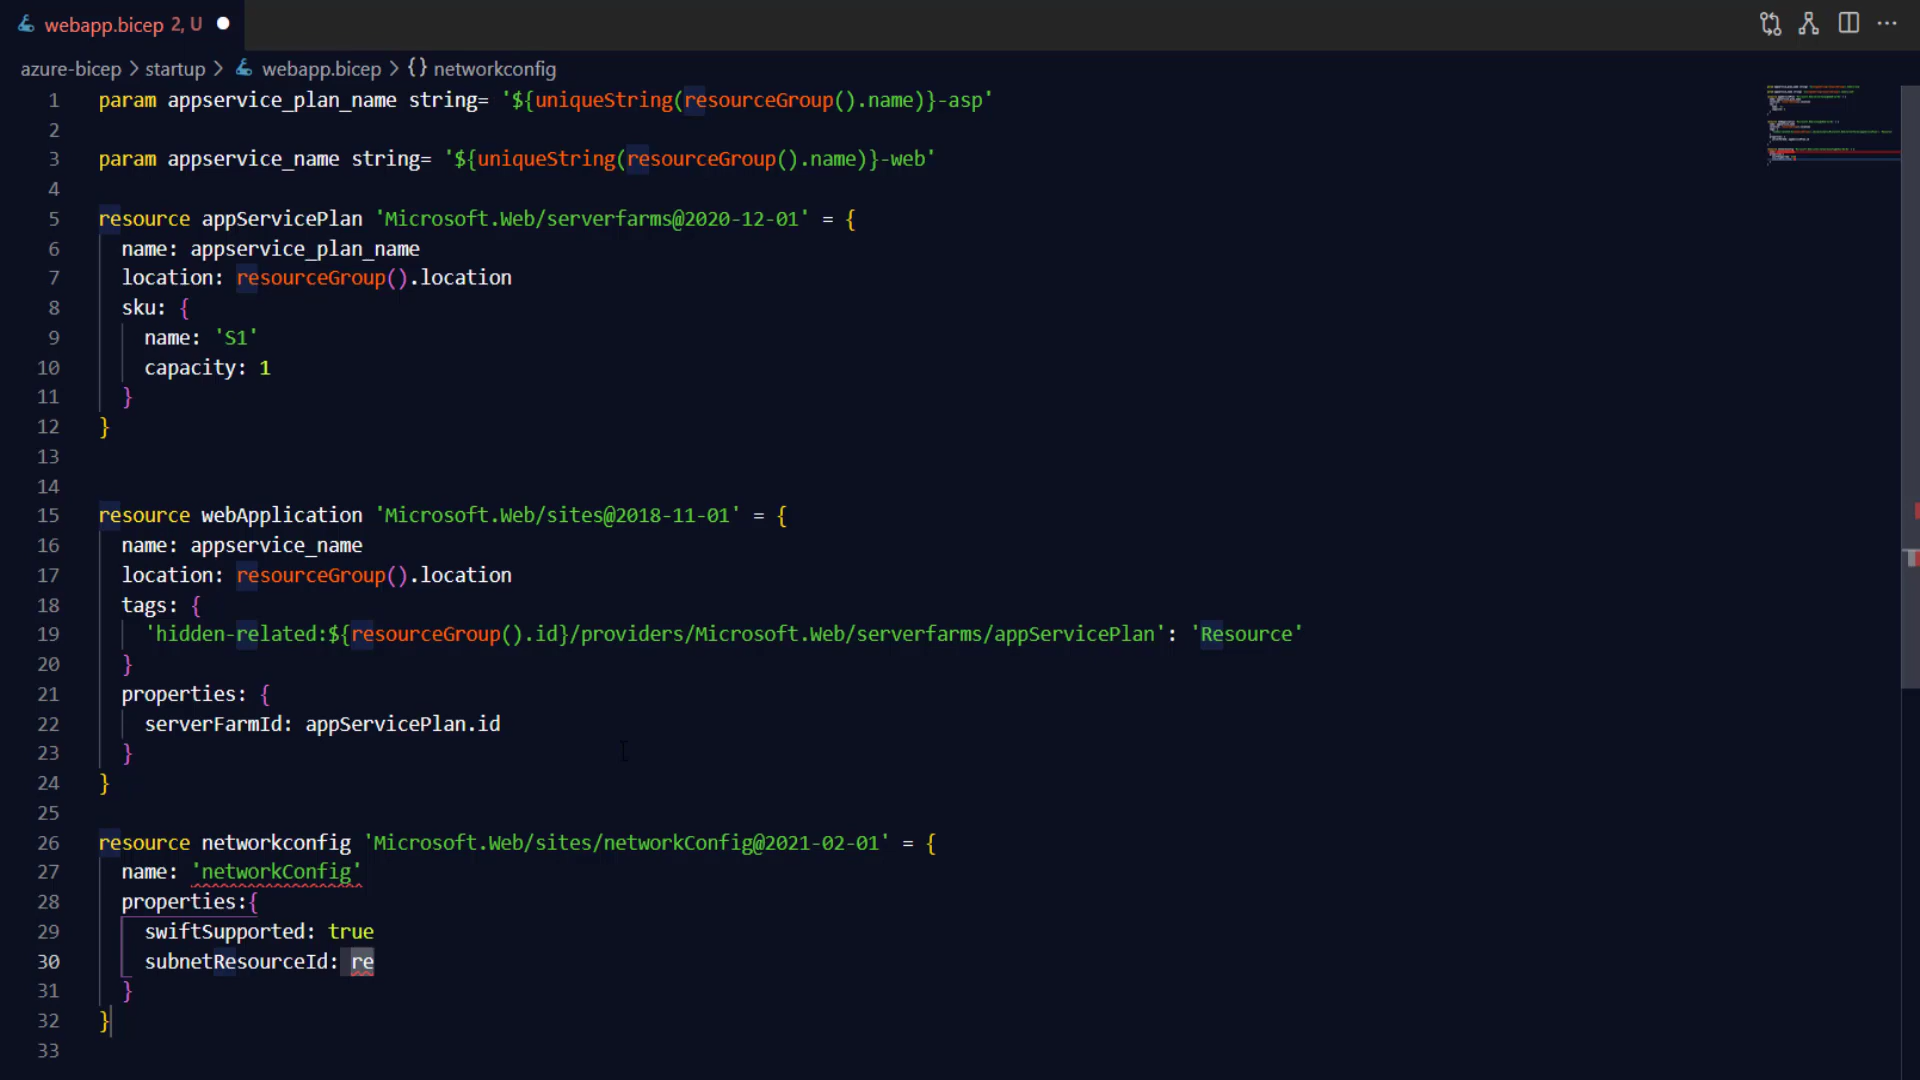 webapp.bicep 2, U
azure-bicep > startup > webapp.bicep > {} networkconfig
1 param appservice_plan_name string= '${uniqueString(resourceGroup().name)}-asp'
2
3 param appservice_name string= '${uniqueString(resourceGroup().name)}-web'
4
5 resource appServicePlan 'Microsoft.Web/serverfarms@2020-12-01' = {
6 name: appservice_plan_name
7 location: resourceGroup().location
8 sku: {
9 name: 'S1'
10 capacity: 1
11 }
12 }
13
14
15 resource webApplication 'Microsoft.Web/sites@2018-11-01' = {
16 name: appservice_name
17 location: resourceGroup().location
18 tags: {
19 'hidden-related:${resourceGroup().id}/providers/Microsoft.Web/serverfarms/appServicePlan': 'Resource'
20 }
21 properties: {
22 serverFarmId: appServicePlan.id
23 }
24 }
25
26 resource networkconfig 'Microsoft.Web/sites/networkConfig@2021-02-01' = {
27 name: 'networkConfig'
28 properties:{
29 swiftSupported: true
30 subnetResourceId: re
31 }
32 }
33